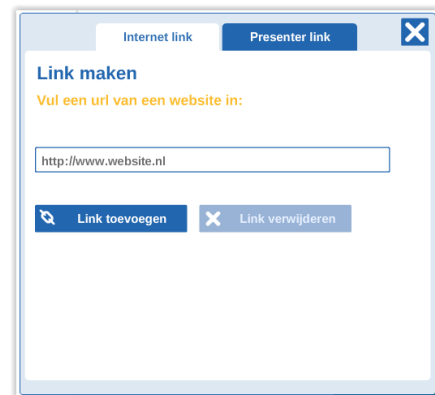 Internet link
Presenter link
Link maken
Vul een url van een website in:
http://www.website.nl
Link toevoegen
Link verwijderen